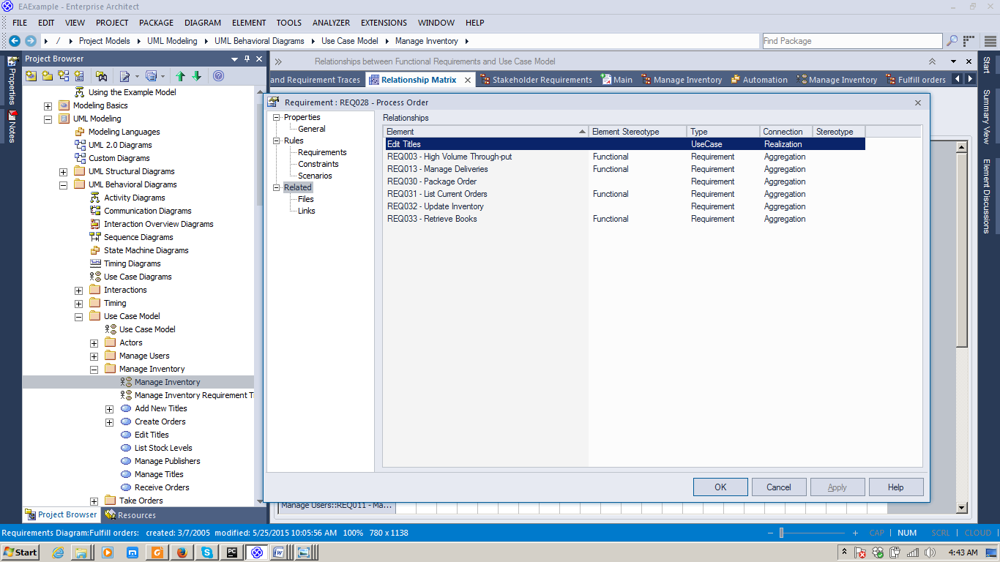 EAExample - Enterprise Architect
FILE EDIT VIEW PROJECT PACKAGE DIAGRAM ELEMENT TOOLS ANALYZER EXTENSIONS WINDOW HELP
/ Project Models UML Modeling UML Behavioral Diagrams Use Case Model Manage Inventory
Find Package
Properties
Notes
Project Browser
Using the Example Model
Modeling Basics
UML Modeling
Modeling Languages
UML 2.0 Diagrams
Custom Diagrams
UML Structural Diagrams
UML Behavioral Diagrams
Activity Diagrams
Communication Diagrams
Interaction Overview Diagrams
Sequence Diagrams
State Machine Diagrams
Timing Diagrams
Use Case Diagrams
Interactions
Timing
Use Case Model
Use Case Model
Actors
Manage Users
Manage Inventory
Manage Inventory
Manage Inventory Requirement T
Add New Titles
Create Orders
Edit Titles
List Stock Levels
Manage Publishers
Manage Titles
Receive Orders
Take Orders
Project Browser Resources
Relationships between Functional Requirements and Use Case Model
and Requirement Traces Relationship Matrix Stakeholder Requirements Main Manage Inventory Automation Manage Inventory Fulfill orders
Requirement : REQ028 - Process Order
Properties
General
Rules
Requirements
Constraints
Scenarios
Related
Files
Links
Relationships
Element Element Stereotype Type Connection Stereotype
Edit Titles UseCase Realization
REQ003 - High Volume Through-put Functional Requirement Aggregation
REQ013 - Manage Deliveries Functional Requirement Aggregation
REQ030 - Package Order Requirement Aggregation
REQ031 - List Current Orders Functional Requirement Aggregation
REQ032 - Update Inventory Requirement Aggregation
REQ033 - Retrieve Books Functional Requirement Aggregation
OK Cancel Apply Help
Manage Users::REQ011 - Ma...
Start
Summary View
Element Discussions
Requirements Diagram:Fulfill orders: created: 3/7/2005 modified: 5/25/2015 10:05:56 AM 100% 780 x 1138
CAP NUM SCRL CLOUD
Start
4:43 AM